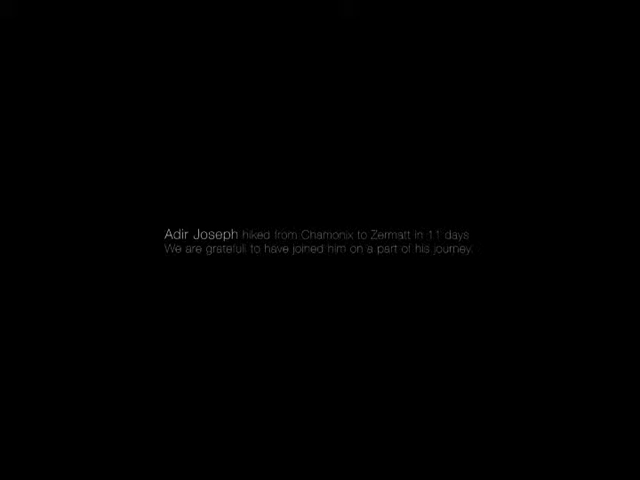 Adir Joseph hiked from Chamonix to Zermatt in 11 days
We are gratefull to have joined him on a part of his journey.